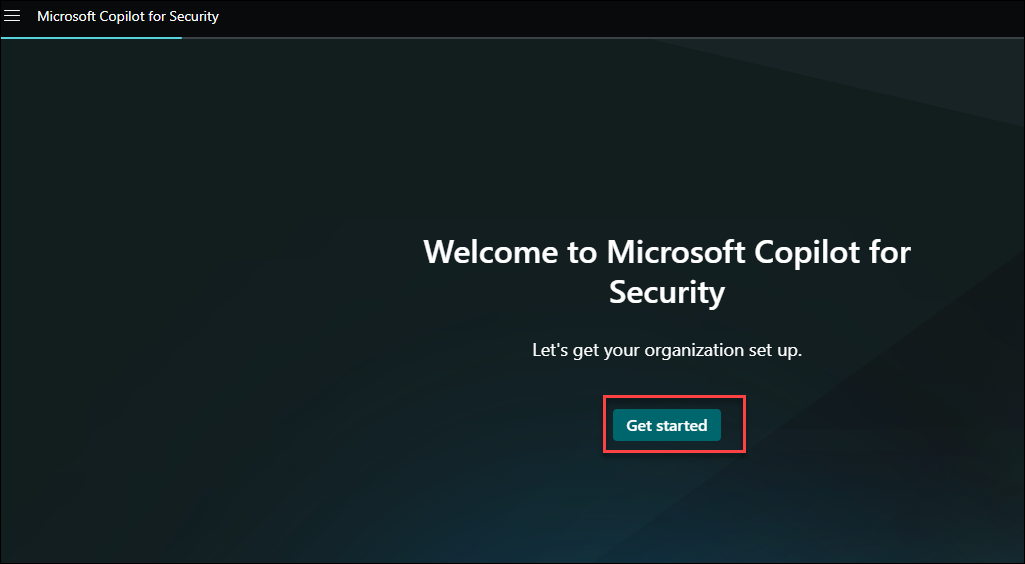 Microsoft Copilot for Security
Welcome to Microsoft Copilot for
Security
Let's get your organization set up.
Get started